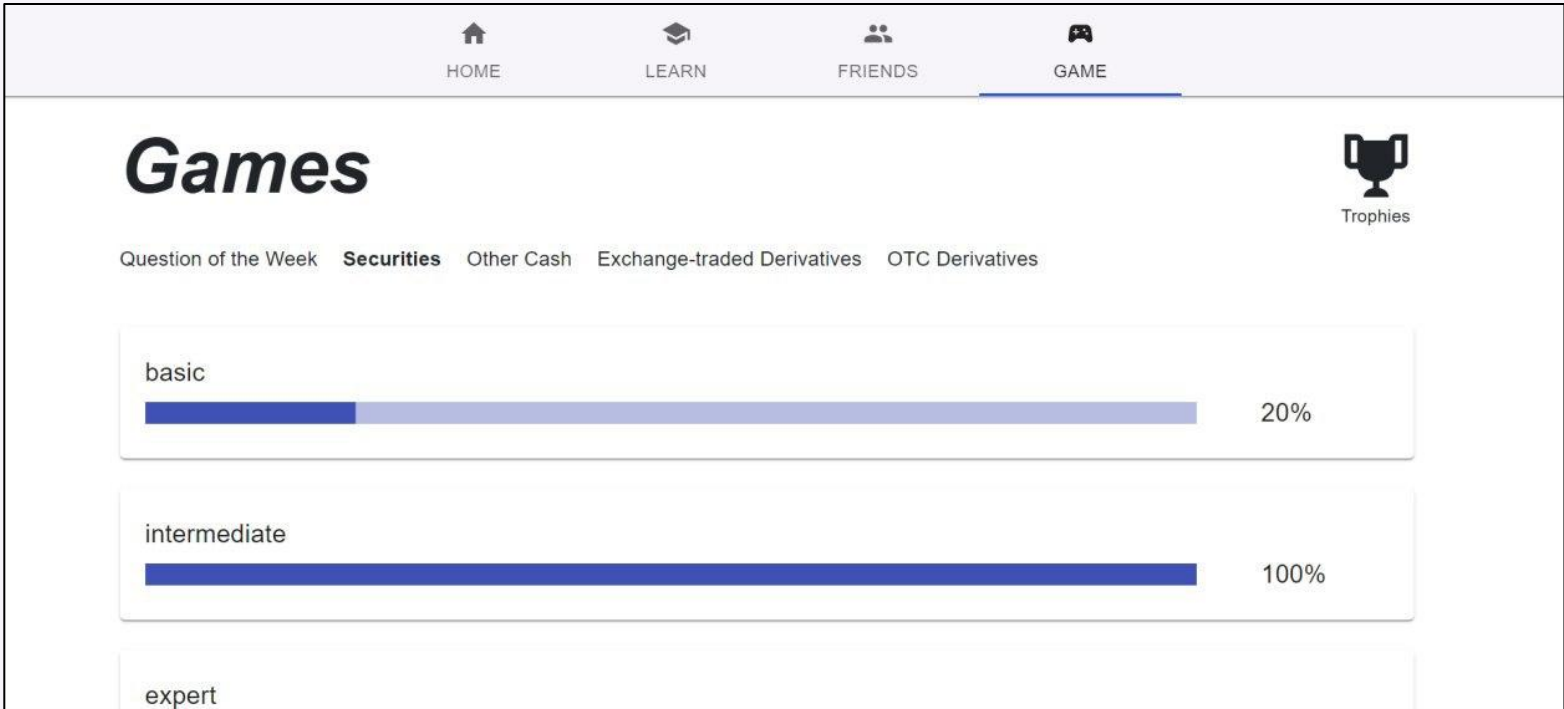 HOME LEARN FRIENDS GAME
Games
Trophies
Question of the Week Securities Other Cash Exchange-traded Derivatives OTC Derivatives
basic
20%
intermediate
100%
expert